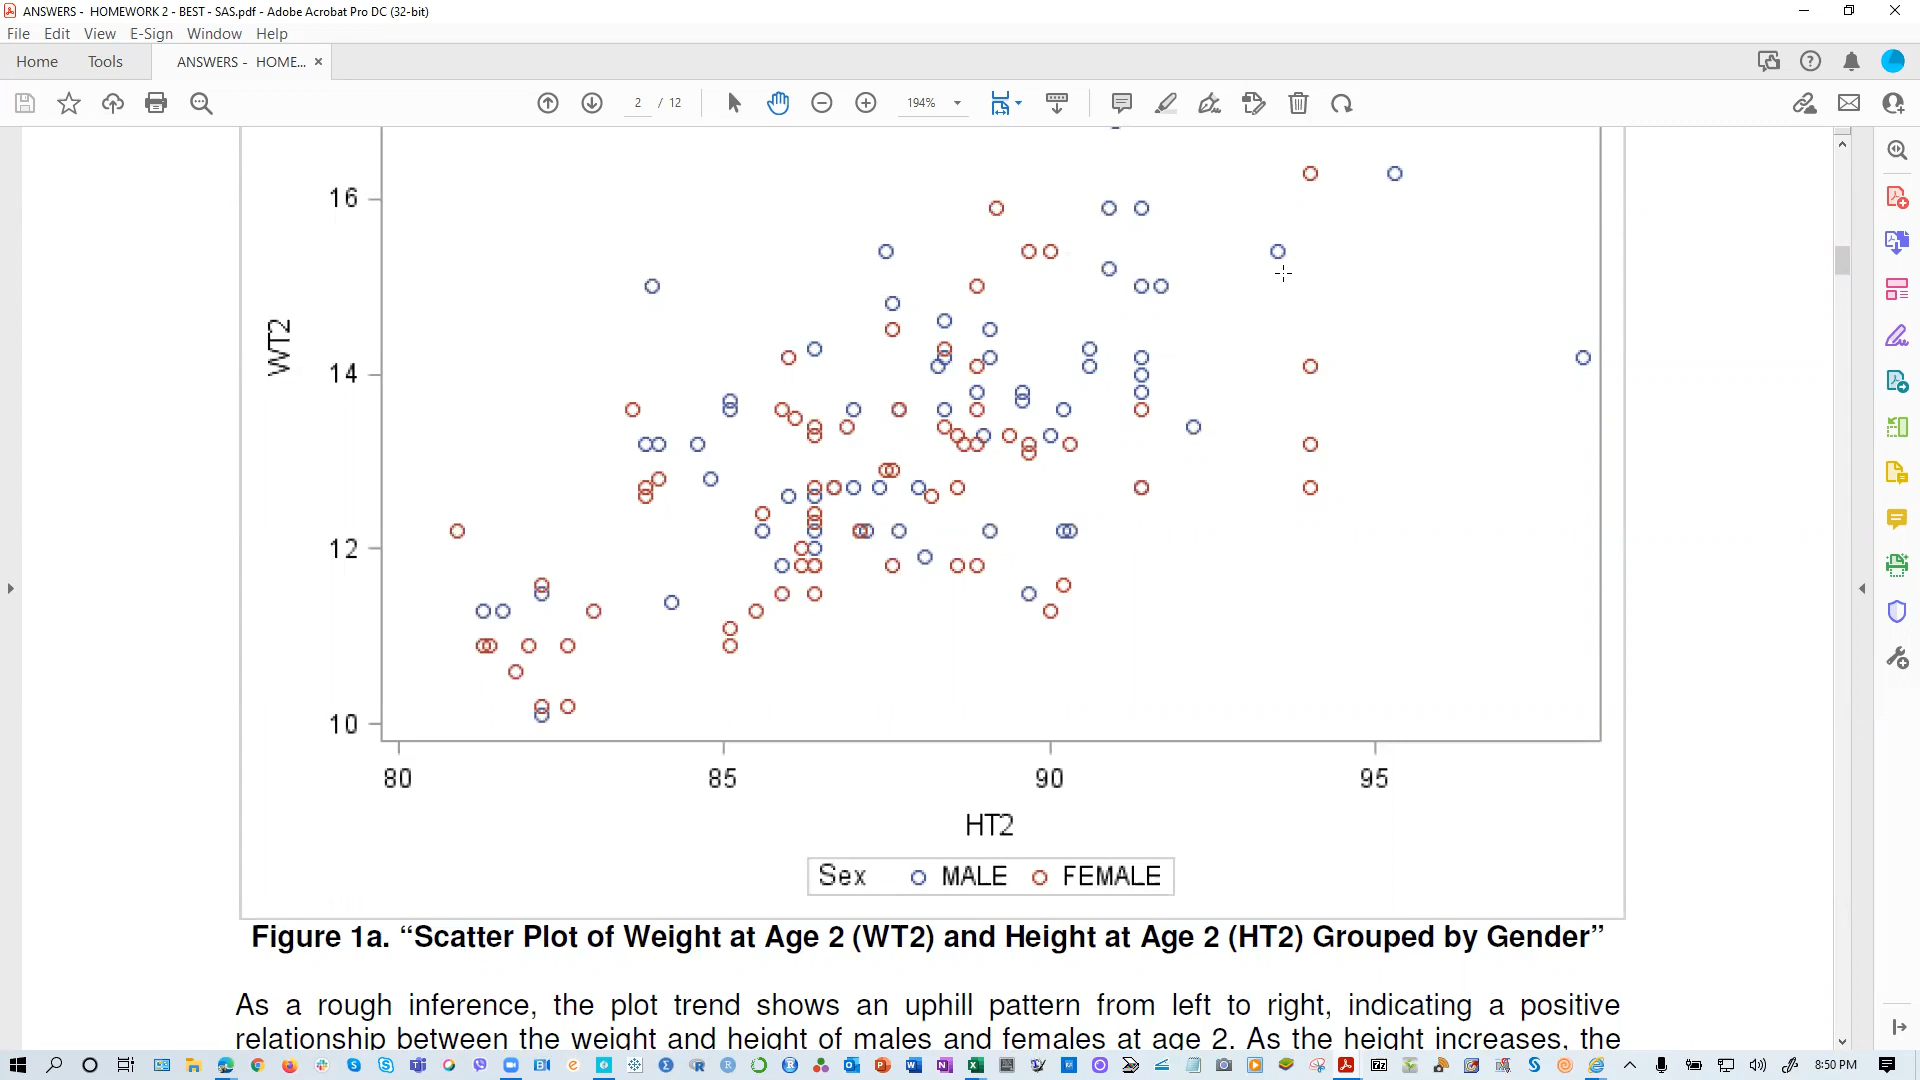 ANSWERS - HOMEWORK 2 - BEST - SAS.pdf - Adobe Acrobat Pro DC (32-bit)
File Edit View E-Sign Window Help
Home Tools ANSWERS - HOME... ×
2 / 12 194%
16
14
12
10
WT2
80 85 90 95
HT2
Sex MALE FEMALE
Figure 1a. “Scatter Plot of Weight at Age 2 (WT2) and Height at Age 2 (HT2) Grouped by Gender”
As a rough inference, the plot trend shows an uphill pattern from left to right, indicating a positive
relationship between the weight and height of males and females at age 2. As the height increases, the
8:50 PM